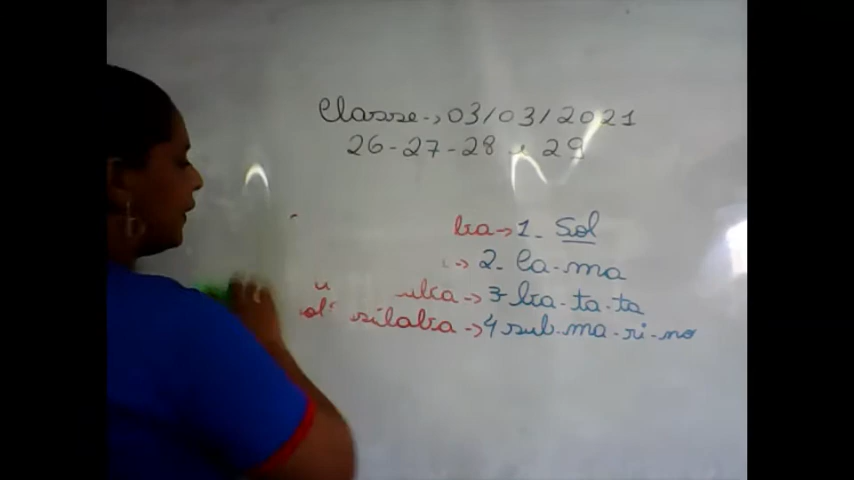 Classe → 03/03/2021
26-27-28 e 29
ba → 1- Sol
→ 2- Ca-ma
→ 3- ba-ta-ta
sílaba → 4 sub-ma-ri-no